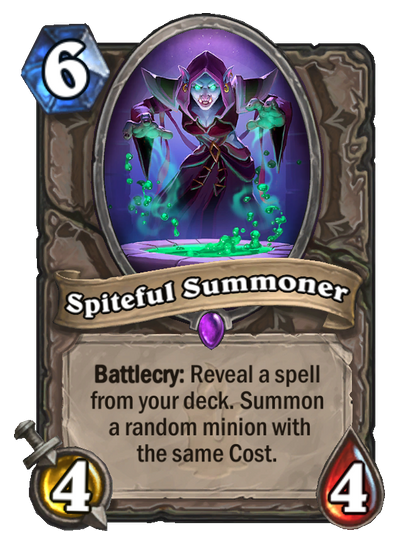 6
Spiteful Summoner
Battlecry: Reveal a spell
from your deck. Summon
a random minion with
the same Cost.
4
4